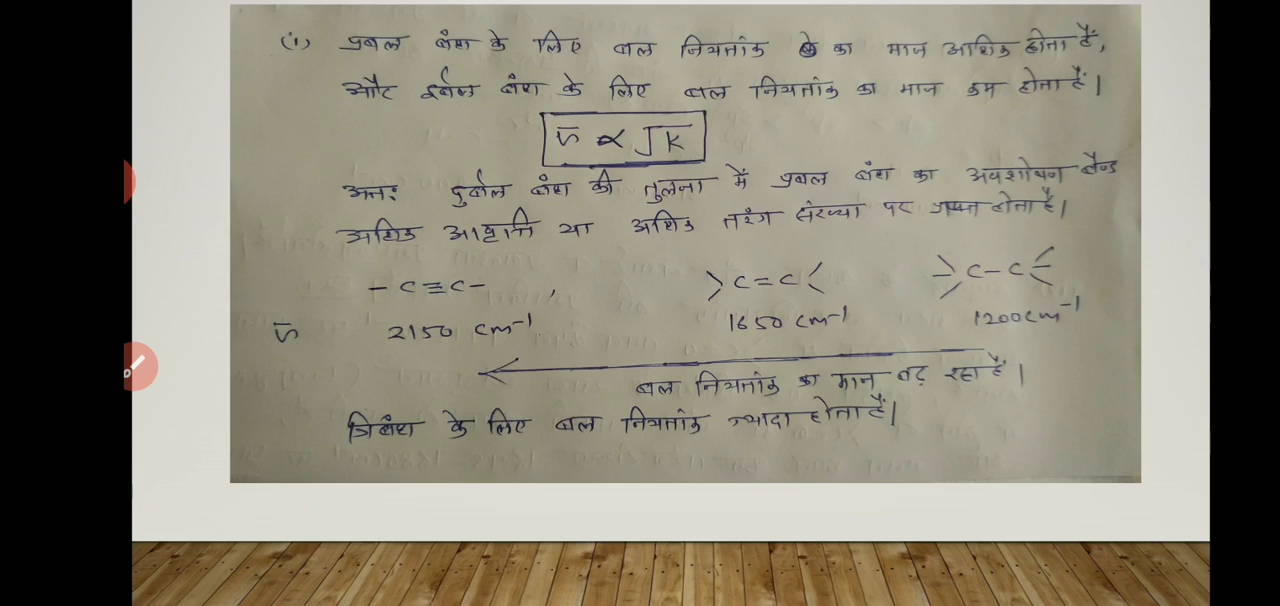 (i) प्रबल बंध के लिए बल नियतांक का मान अधिक होता है,
और दुर्बल बंध के लिए बल नियतांक का मान कम होता है।
ν̅ ∝ √K
अतः दुर्बल बंध की तुलना में प्रबल बंध का अवशोषण बैण्ड
अधिक आवृत्ति या अधिक तरंग संख्या पर प्राप्त होता है।
- C ≡ C - , >C = C< ⪫C - C⪪
ν̅ 2150 cm⁻¹ 1650 cm⁻¹ 1200 cm⁻¹
बल नियतांक का मान बढ़ रहा है।
त्रिबंध के लिए बल नियतांक ज्यादा होता है।